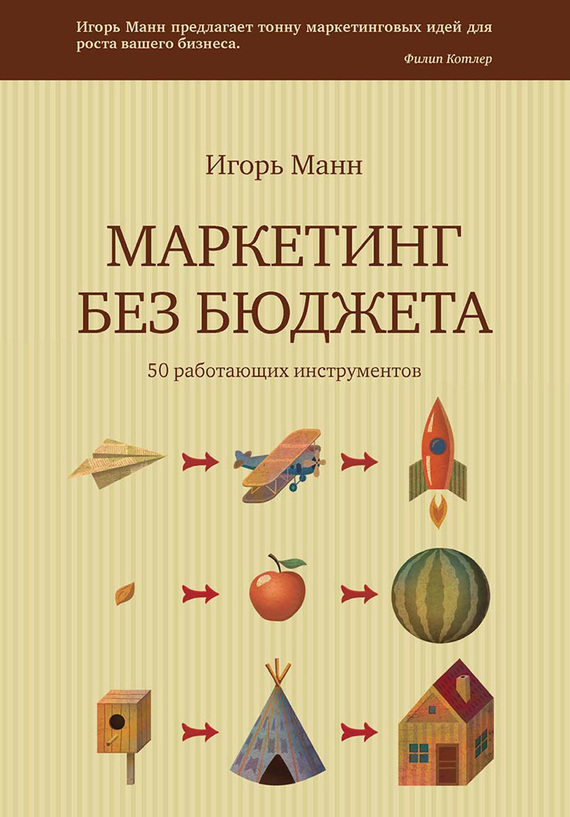 Игорь Манн предлагает тонну маркетинговых идей для
роста вашего бизнеса.
Филип Котлер
Игорь Манн
МАРКЕТИНГ
БЕЗ БЮДЖЕТА
50 работающих инструментов